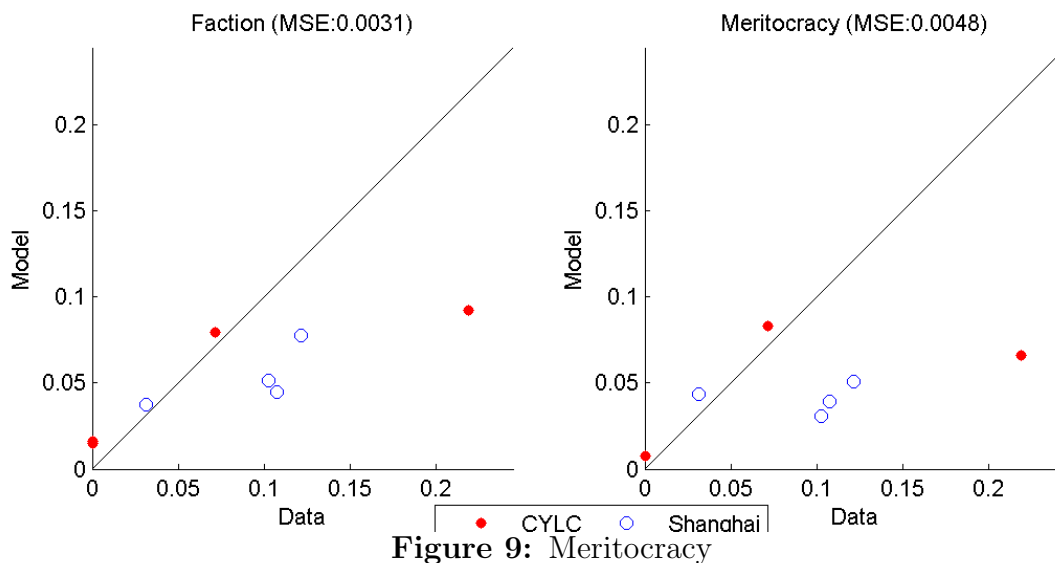 Faction (MSE:0.0031)
0.2
0.15
0.1
0.05
0
Model
0 0.05 0.1 0.15 0.2
Data
Meritocracy (MSE:0.0048)
0.2
0.15
0.1
0.05
0
Model
0 0.05 0.1 0.15 0.2
Data
CYLC Shanghai
Figure 9: Meritocracy